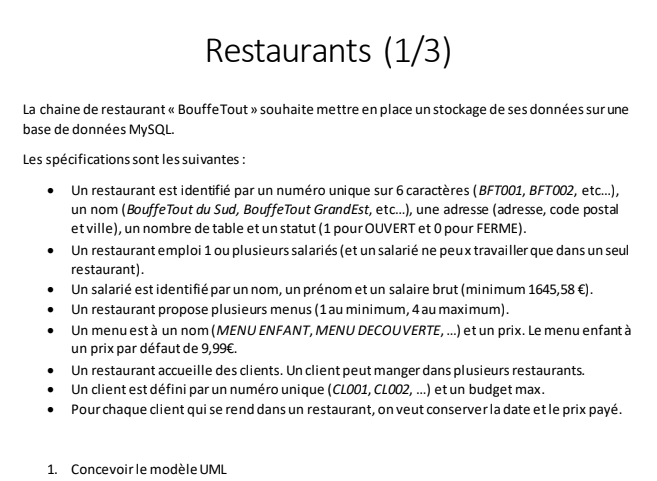 Restaurants (1/3)
La chaine de restaurant « BouffeTout » souhaite mettre en place un stockage de ses données sur une
base de données MySQL.
Les spécifications sont les suivantes :
• Un restaurant est identifié par un numéro unique sur 6 caractères (BFT001, BFT002, etc…),
un nom (BouffeTout du Sud, BouffeTout GrandEst, etc…), une adresse (adresse, code postal
et ville), un nombre de table et un statut (1 pour OUVERT et 0 pour FERME).
• Un restaurant emploi 1 ou plusieurs salariés (et un salarié ne peux travailler que dans un seul
restaurant).
• Un salarié est identifié par un nom, un prénom et un salaire brut (minimum 1645,58 €).
• Un restaurant propose plusieurs menus (1 au minimum, 4 au maximum).
• Un menu est à un nom (MENU ENFANT, MENU DECOUVERTE, …) et un prix. Le menu enfant à
un prix par défaut de 9,99€.
• Un restaurant accueille des clients. Un client peut manger dans plusieurs restaurants.
• Un client est défini par un numéro unique (CL001, CL002, …) et un budget max.
• Pour chaque client qui se rend dans un restaurant, on veut conserver la date et le prix payé.
1. Concevoir le modèle UML